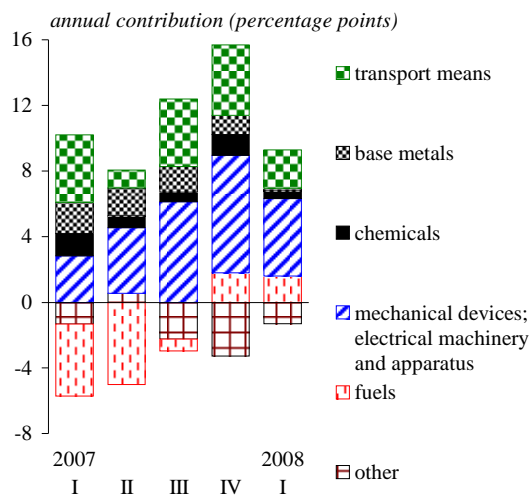 annual contribution (percentage points)
16
12
8
4
0
-4
-8
2007 2008
I II III IV I
transport means
base metals
chemicals
mechanical devices;
electrical machinery
and apparatus
fuels
other